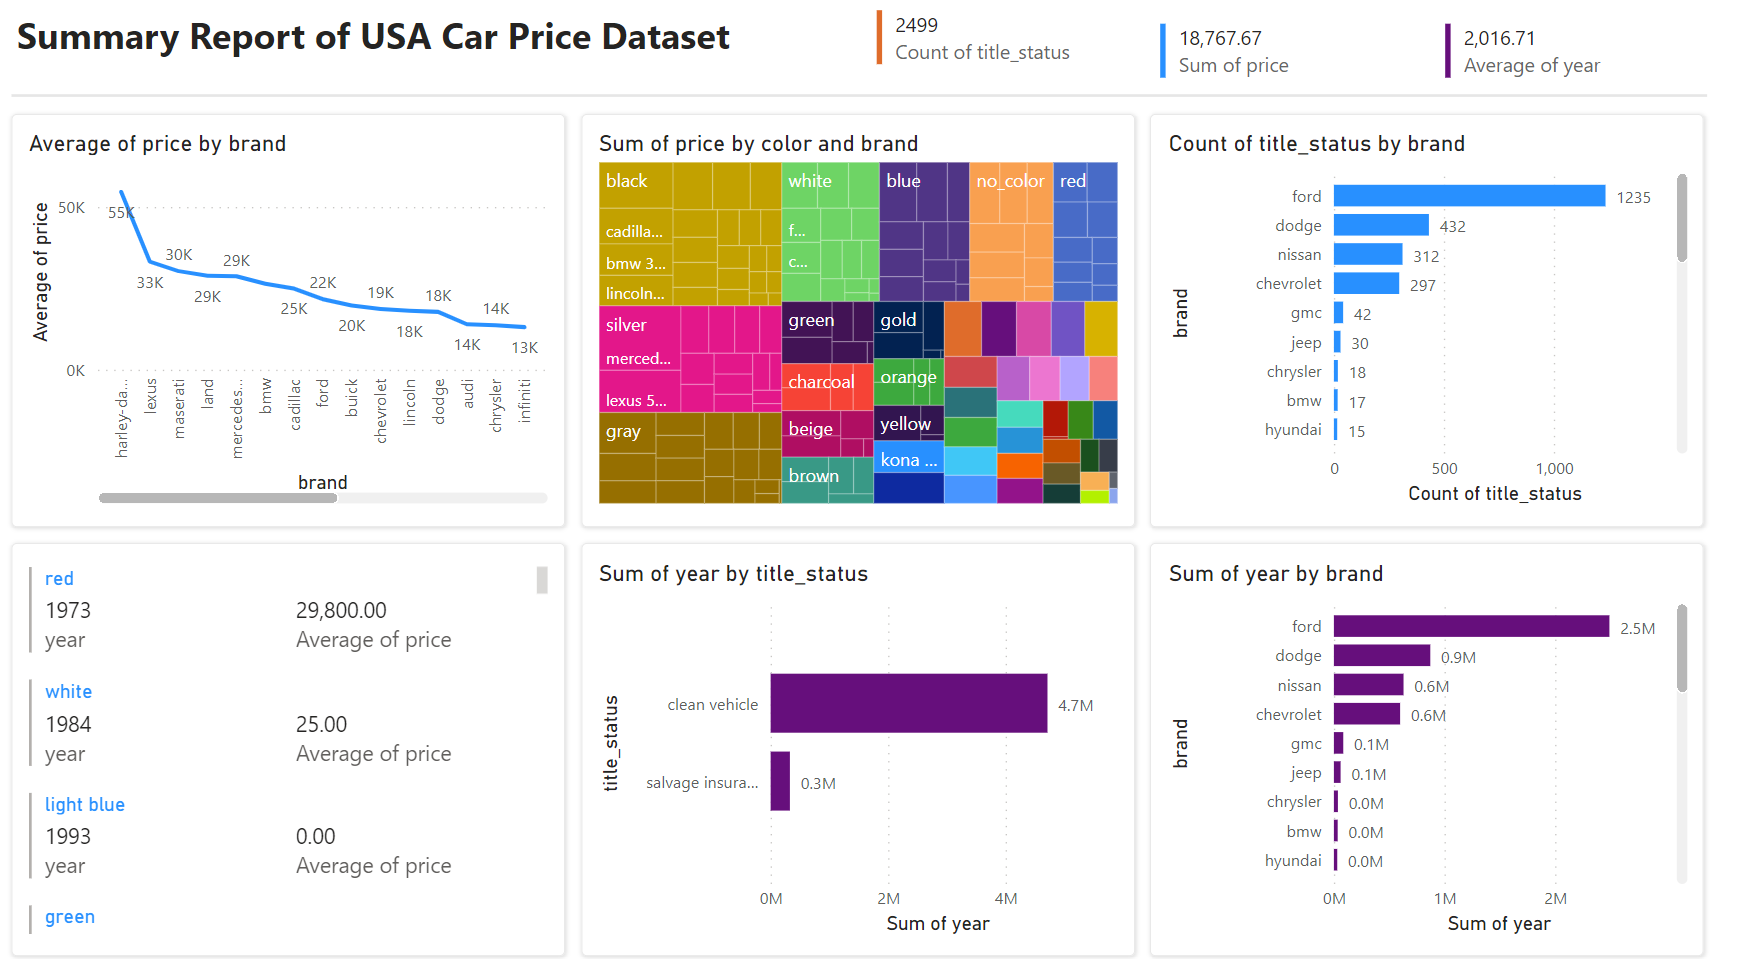 Summary Report of USA Car Price Dataset
2499
Count of title_status
18,767.67
Sum of price
2,016.71
Average of year
Average of price by brand
Average of price
50K
0K
55K
33K
30K
29K
29K
25K
22K
20K
19K
18K
18K
14K
14K
13K
harley-da...
lexus
maserati
land
mercedes...
bmw
cadillac
ford
buick
chevrolet
lincoln
dodge
audi
chrysler
infiniti
brand
Sum of price by color and brand
black
cadilla...
bmw 3...
lincoln...
silver
merced...
lexus 5...
gray
white
f...
c...
blue
no_color
red
green
charcoal
beige
brown
gold
orange
yellow
kona ...
Count of title_status by brand
brand
ford 1235
dodge 432
nissan 312
chevrolet 297
gmc 42
jeep 30
chrysler 18
bmw 17
hyundai 15
0 500 1,000
Count of title_status
red
1973 29,800.00
year Average of price
white
1984 25.00
year Average of price
light blue
1993 0.00
year Average of price
green
Sum of year by title_status
title_status
clean vehicle 4.7M
salvage insura... 0.3M
0M 2M 4M
Sum of year
Sum of year by brand
brand
ford 2.5M
dodge 0.9M
nissan 0.6M
chevrolet 0.6M
gmc 0.1M
jeep 0.1M
chrysler 0.0M
bmw 0.0M
hyundai 0.0M
0M 1M 2M
Sum of year